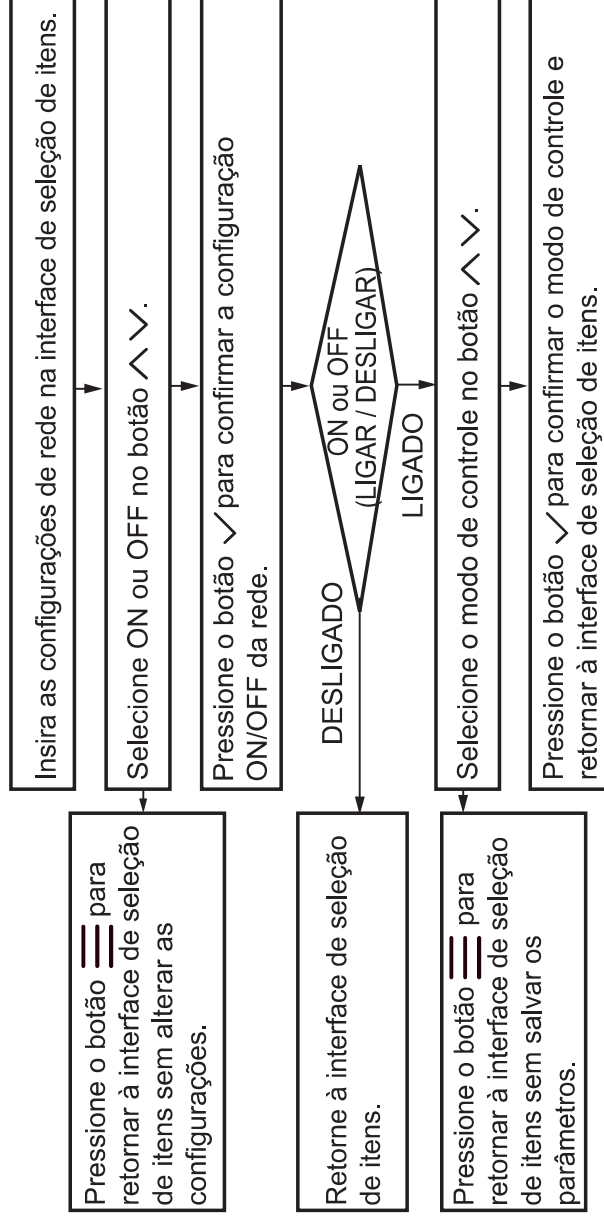 Insira as configurações de rede na interface de seleção de itens.
Selecione ON ou OFF no botão
Pressione o botão para
retornar à interface de seleção
de itens sem alterar as
configurações.
Pressione o botão para confirmar a configuração
ON/OFF da rede.
ON ou OFF
(LIGAR / DESLIGAR)
DESLIGADO
Retorne à interface de seleção
de itens.
LIGADO
Selecione o modo de controle no botão .
Pressione o botão para
retornar à interface de seleção
de itens sem salvar os
parâmetros.
Pressione o botão para confirmar o modo de controle e
retornar à interface de seleção de itens.